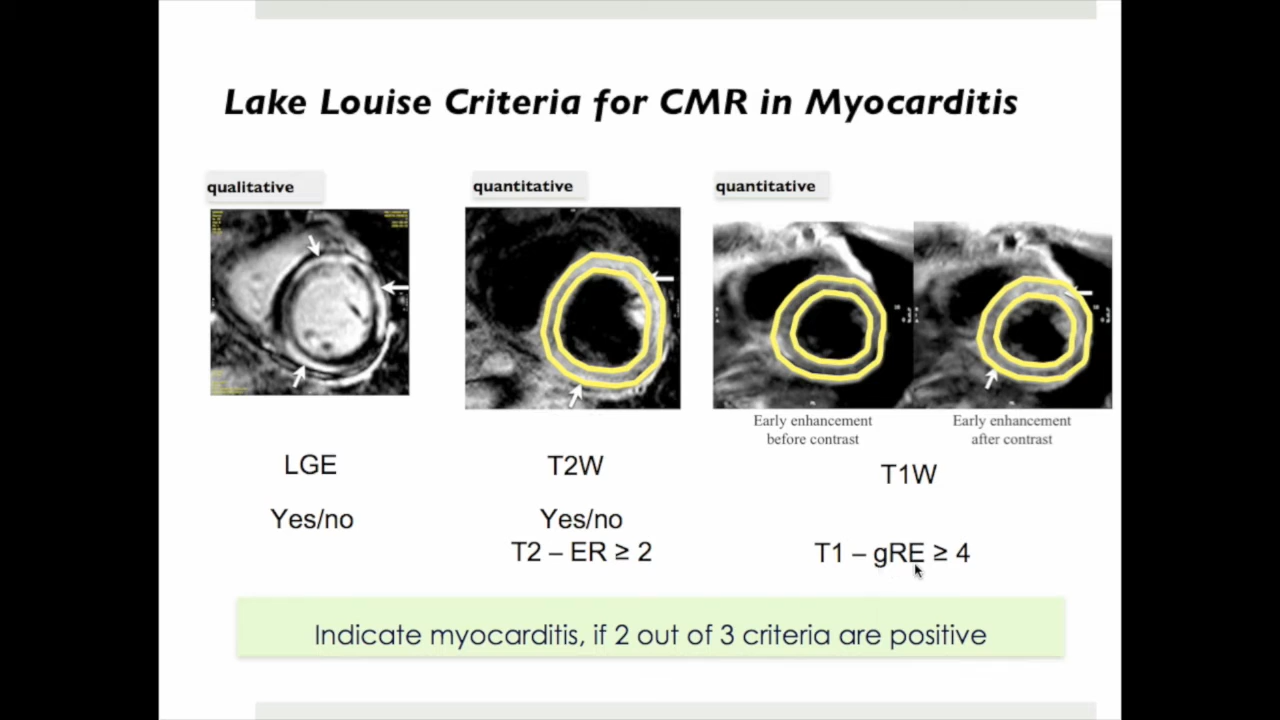 Lake Louise Criteria for CMR in Myocarditis
qualitative
quantitative
quantitative
Early enhancement
before contrast
Early enhancement
after contrast
LGE
T2W
T1W
Yes/no
Yes/no
T2 – ER ≥ 2
T1 – gRE ≥ 4
Indicate myocarditis, if 2 out of 3 criteria are positive